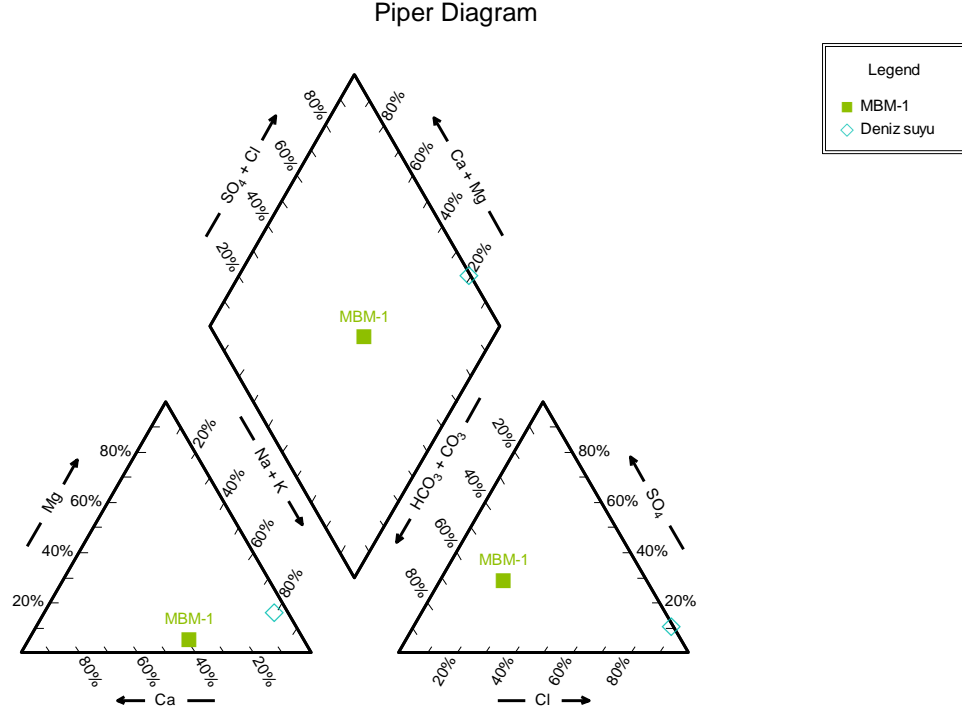 Piper Diagram
Legend
MBM-1
Deniz suyu
80%
80%
SO4 + Cl
60%
60%
Ca + Mg
40%
40%
20%
20%
MBM-1
20%
20%
80%
80%
Mg
Na + K
HCO3 + CO3
SO4
60%
40%
40%
60%
40%
60%
60%
40%
20%
80%
80%
20%
MBM-1
MBM-1
80%
60%
40%
20%
20%
40%
60%
80%
Ca
Cl